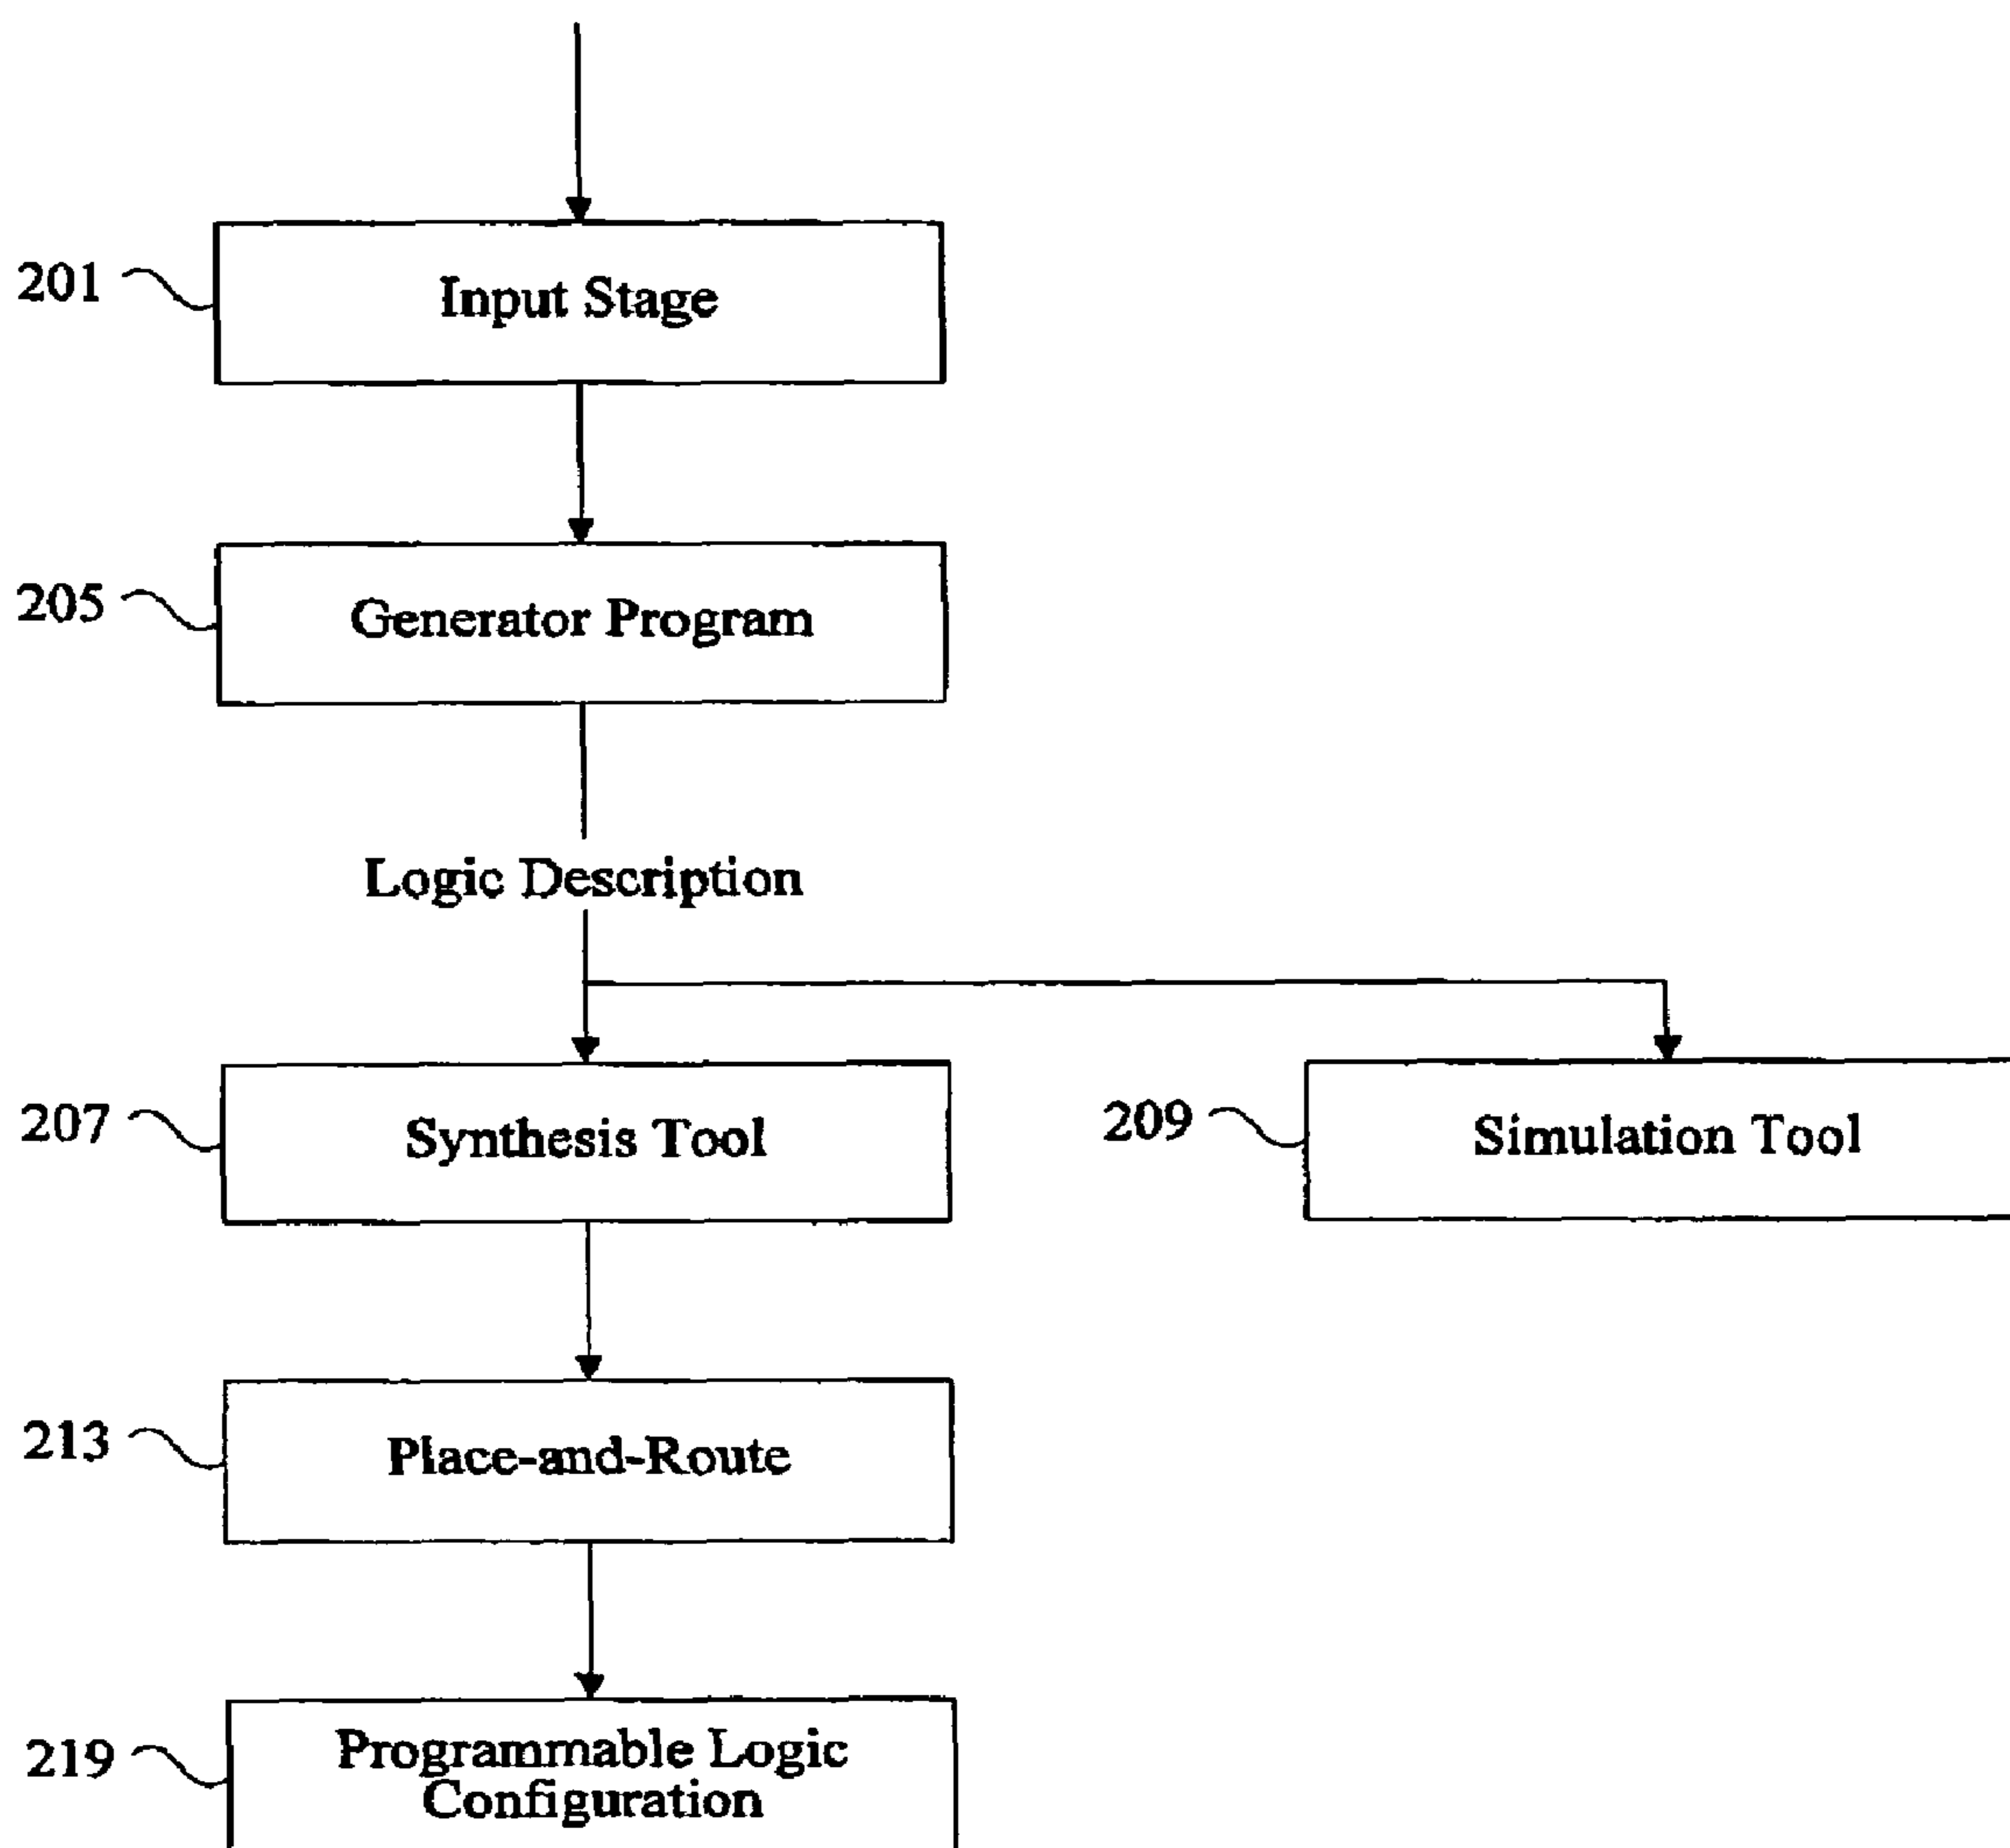 201
Input Stage
205
Generator Program
Logic Description
207
Synthesis Tool
209
Simulation Tool
213
Place-and-Route
219
Programmable Logic
Configuration